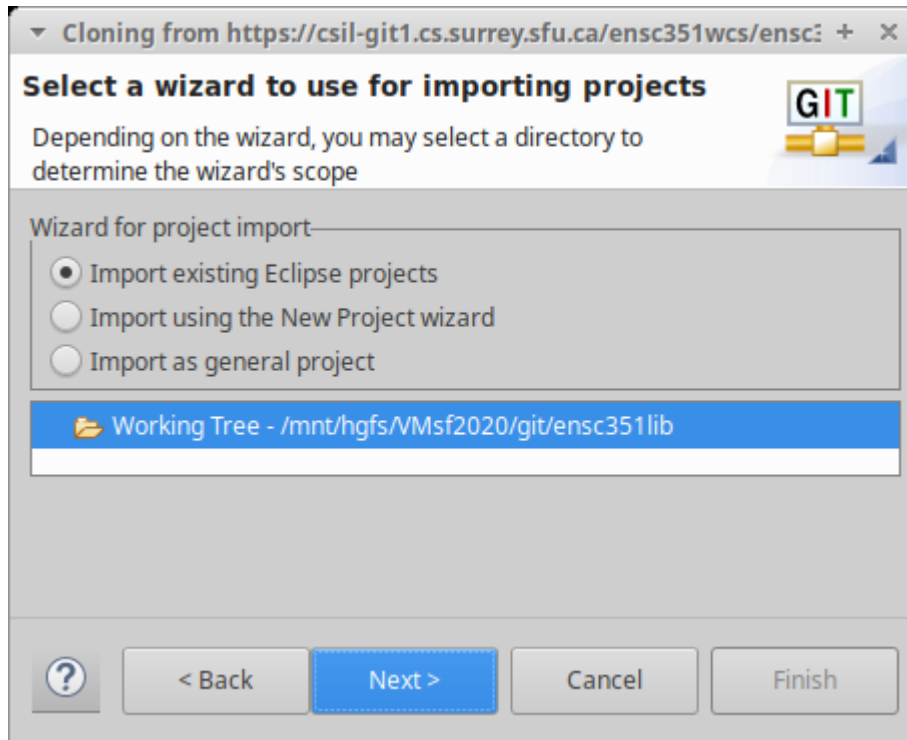 Cloning from https://csil-git1.cs.surrey.sfu.ca/ensc351wcs/ensc
Select a wizard to use for importing projects
GIT
Depending on the wizard, you may select a directory to
determine the wizard's scope
Wizard for project import
Import existing Eclipse projects
Import using the New Project wizard
Import as general project
Working Tree - /mnt/hgfs/VMsf2020/git/ensc351lib
? < Back Next > Cancel Finish